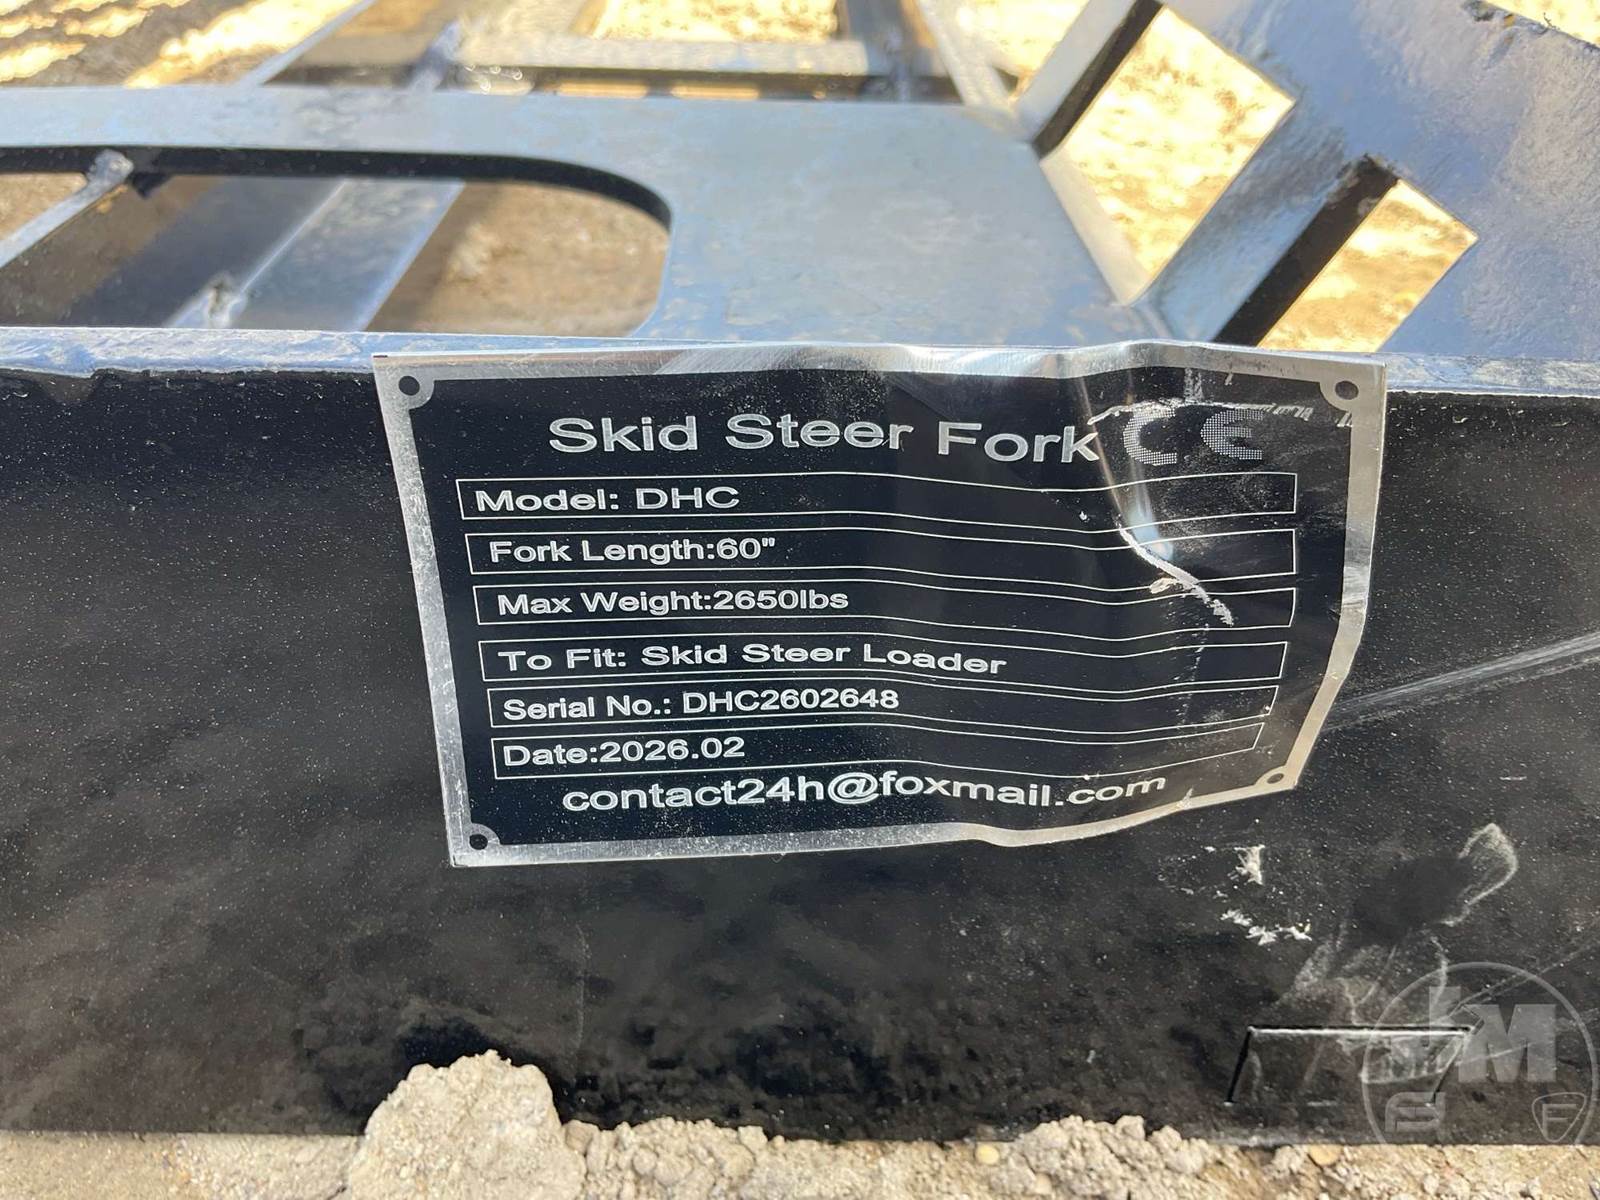 Skid Steer Fork CE
Model: DHC
Fork Length:60"
Max Weight:2650lbs
To Fit: Skid Steer Loader
Serial No.: DHC2602648
Date:2026.02
contact24h@foxmail.com
JM
F F